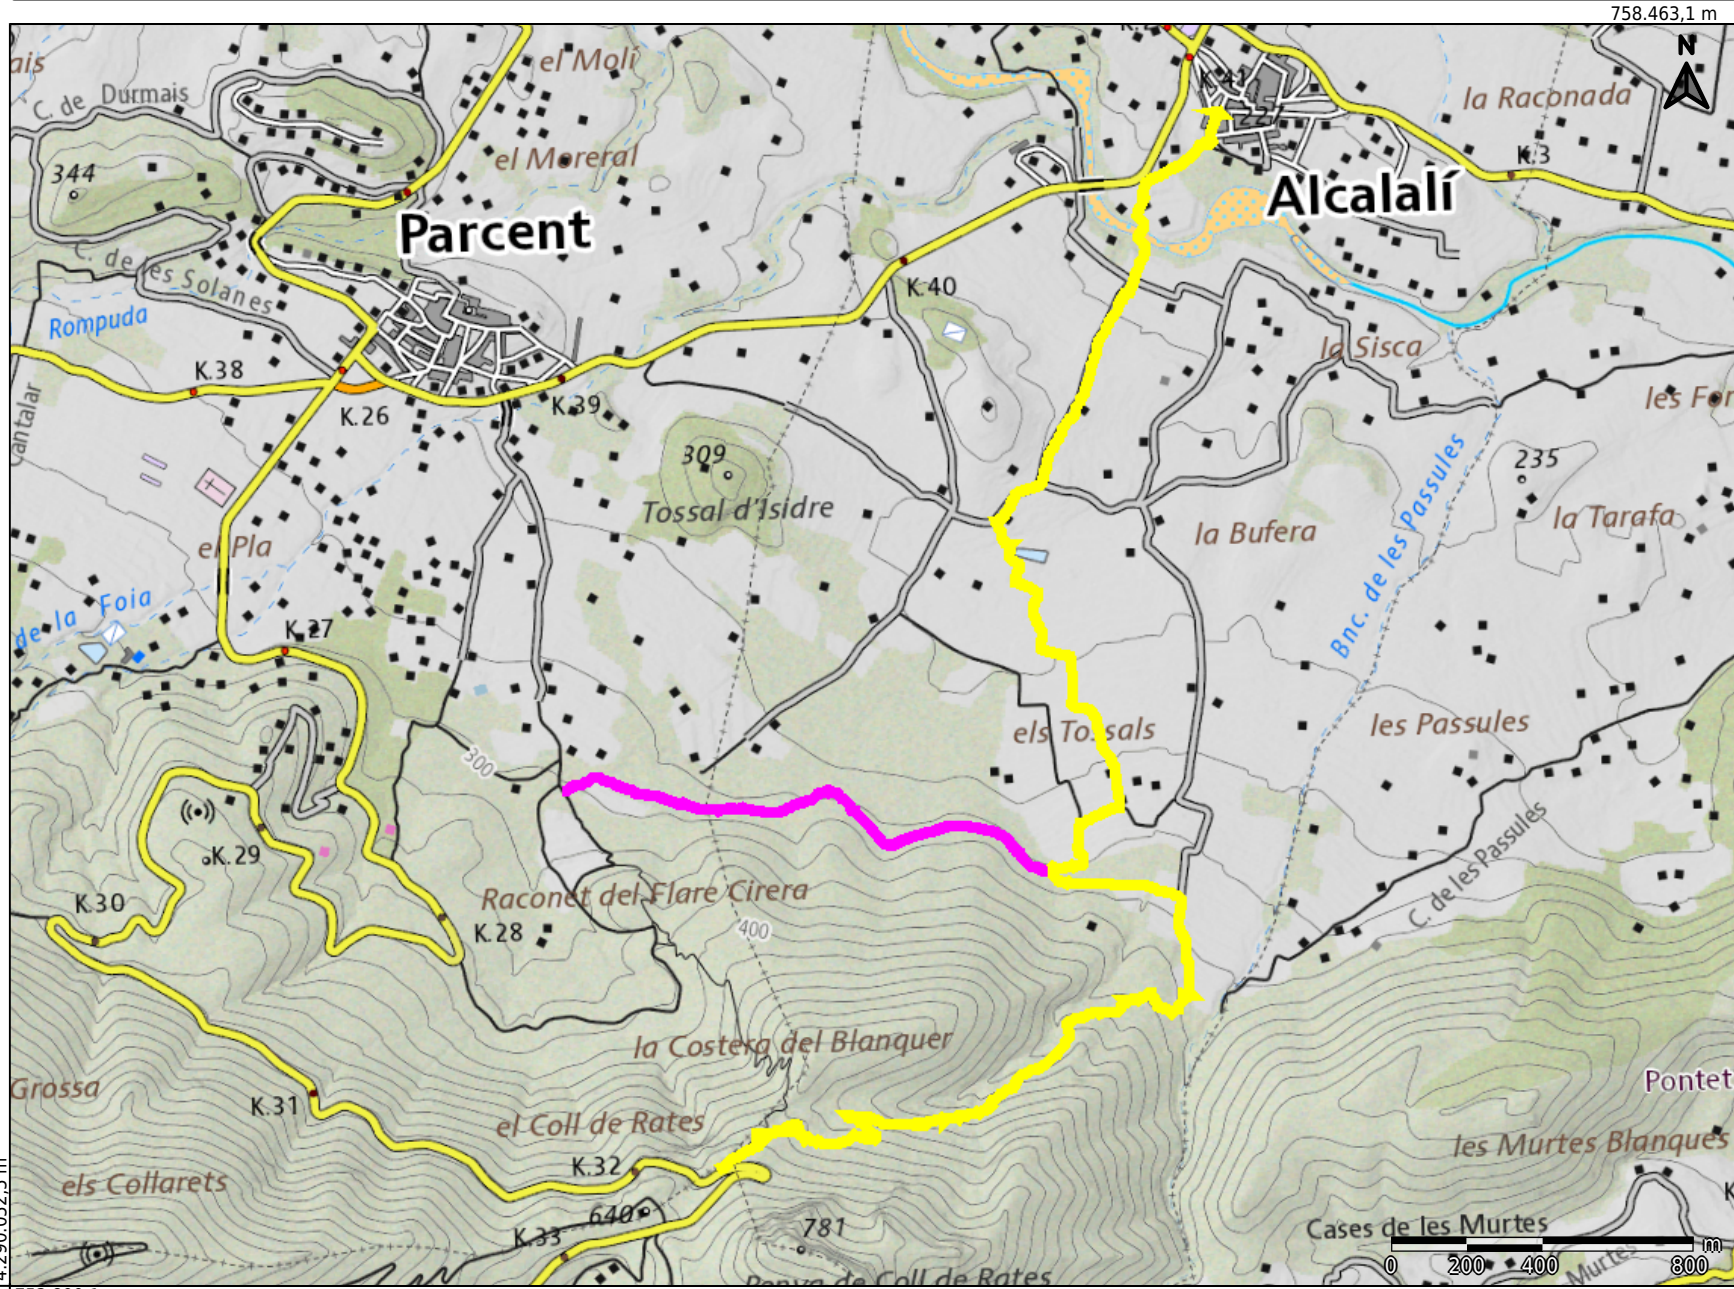 758.463,1 m
N
ais
C. de Durmais
el Molí
el Moreral
K.41
la Raconada
K.3
344
Parcent
Alcalalí
C. de les Solanes
Rompuda
K.40
la Sisca
les For
K.38
K.26
K.39
Cantalar
309
Tossal d'Isidre
235
la Tarafa
la Bufera
Bnc. de les Passules
el Pla
de la Foia
K.27
els Tossals
les Passules
300
C. de les Passules
K.29
K.30
Raconet del Flare Cirera
K.28
400
la Costera del Blanquer
Grossa
K.31
el Coll de Rates
Pontet
les Murtes Blanques
K.32
els Collarets
640
781
K.33
K
Cases de les Murtes
Murtes
Penya de Coll de Rates
0 200 400 800 m